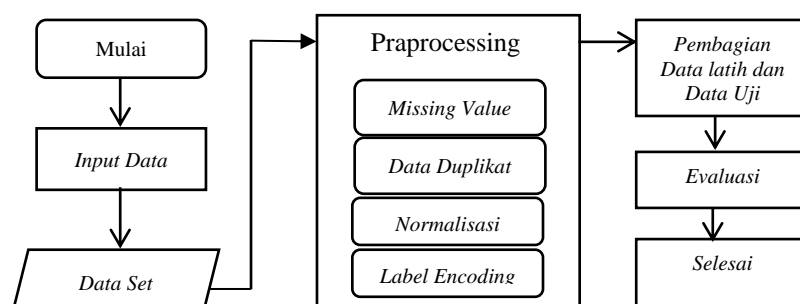 Mulai
Input Data
Data Set
Praprocessing
Missing Value
Data Duplikat
Normalisasi
Label Encoding
Pembagian
Data latih dan
Data Uji
Evaluasi
Selesai